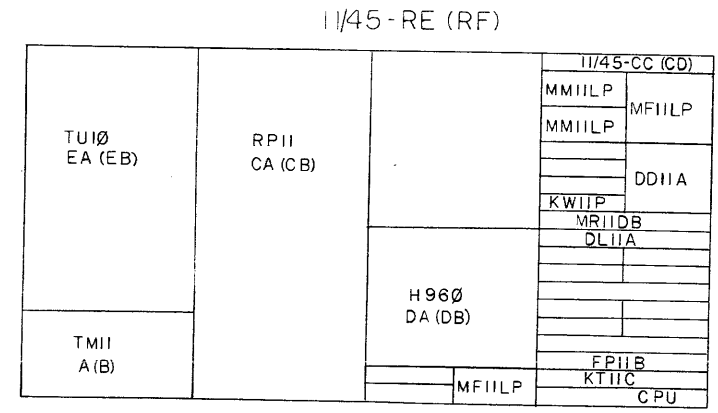 11/45-RE (RF)
11/45-CC (CD)
MM11LP
MF11LP
MM11LP
TU10
EA (EB)
RP11
CA (CB)
DD11A
KW11P
MR11DB
DL11A
H960
DA (DB)
TM11
A (B)
FP11B
KT11C
MF11LP
CPU